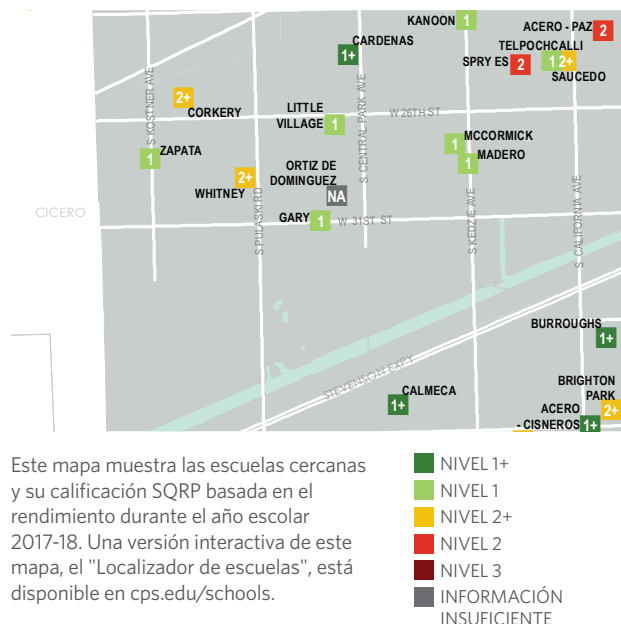 KANOON
1
ACERO - PAZ
2
CARDENAS
1+
TELPOCHCALLI
SPRY ES
2
1
2+
SAUCEDO
S KOSTNER AVE
2+
CORKERY
LITTLE
VILLAGE
1
W 26TH ST
S CENTRAL PARK AVE
MCCORMICK
1
MADERO
1
ZAPATA
1
ORTIZ DE
DOMINGUEZ
NA
2+
WHITNEY
CICERO
GARY
1
W 31ST ST
S PULASKI RD
S KEDZIE AVE
S CALIFORNIA AVE
BURROUGHS
1+
STEVENSON EXPY
CALMECA
1+
BRIGHTON
PARK
2+
ACERO
- CISNEROS
1+
Este mapa muestra las escuelas cercanas
y su calificación SQRP basada en el
rendimiento durante el año escolar
2017-18. Una versión interactiva de este
mapa, el "Localizador de escuelas", está
disponible en cps.edu/schools.
NIVEL 1+
NIVEL 1
NIVEL 2+
NIVEL 2
NIVEL 3
INFORMACIÓN
INSUFICIENTE